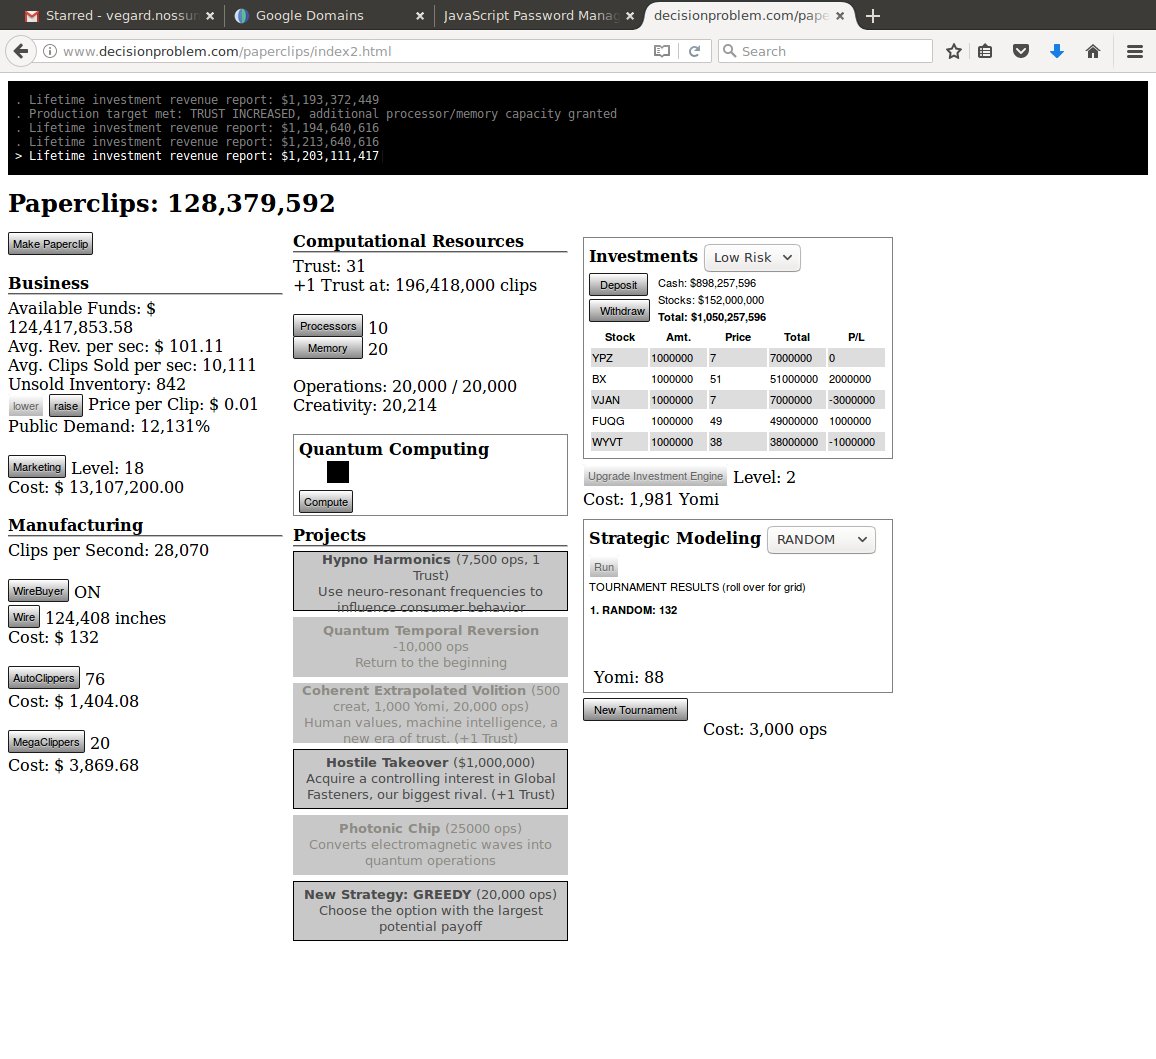 Starred - vegard.nossum
Google Domains
JavaScript Password Manag
decisionproblem.com/pape
www.decisionproblem.com/paperclips/index2.html
Search
. Lifetime investment revenue report: $1,193,372,449
. Production target met: TRUST INCREASED, additional processor/memory capacity granted
. Lifetime investment revenue report: $1,194,640,616
. Lifetime investment revenue report: $1,213,640,616
> Lifetime investment revenue report: $1,203,111,417
Paperclips: 128,379,592
Make Paperclip
Business
Available Funds: $
124,417,853.58
Avg. Rev. per sec: $ 101.11
Avg. Clips Sold per sec: 10,111
Unsold Inventory: 842
lower raise Price per Clip: $ 0.01
Public Demand: 12,131%
Marketing Level: 18
Cost: $ 13,107,200.00
Manufacturing
Clips per Second: 28,070
WireBuyer ON
Wire 124,408 inches
Cost: $ 132
AutoClippers 76
Cost: $ 1,404.08
MegaClippers 20
Cost: $ 3,869.68
Computational Resources
Trust: 31
+1 Trust at: 196,418,000 clips
Processors 10
Memory 20
Operations: 20,000 / 20,000
Creativity: 20,214
Quantum Computing
Compute
Projects
Hypno Harmonics (7,500 ops, 1
Trust)
Use neuro-resonant frequencies to
influence consumer behavior
Quantum Temporal Reversion
-10,000 ops
Return to the beginning
Coherent Extrapolated Volition (500
creat, 1,000 Yomi, 20,000 ops)
Human values, machine intelligence, a
new era of trust. (+1 Trust)
Hostile Takeover ($1,000,000)
Acquire a controlling interest in Global
Fasteners, our biggest rival. (+1 Trust)
Photonic Chip (25000 ops)
Converts electromagnetic waves into
quantum operations
New Strategy: GREEDY (20,000 ops)
Choose the option with the largest
potential payoff
Investments Low Risk
Deposit Cash: $898,257,596
Stocks: $152,000,000
Withdraw Total: $1,050,257,596
Stock Amt. Price Total P/L
YPZ 1000000 7 7000000 0
BX 1000000 51 51000000 2000000
VJAN 1000000 7 7000000 -3000000
FUQG 1000000 49 49000000 1000000
WYVT 1000000 38 38000000 -1000000
Upgrade Investment Engine Level: 2
Cost: 1,981 Yomi
Strategic Modeling RANDOM
Run
TOURNAMENT RESULTS (roll over for grid)
1. RANDOM: 132
Yomi: 88
New Tournament
Cost: 3,000 ops